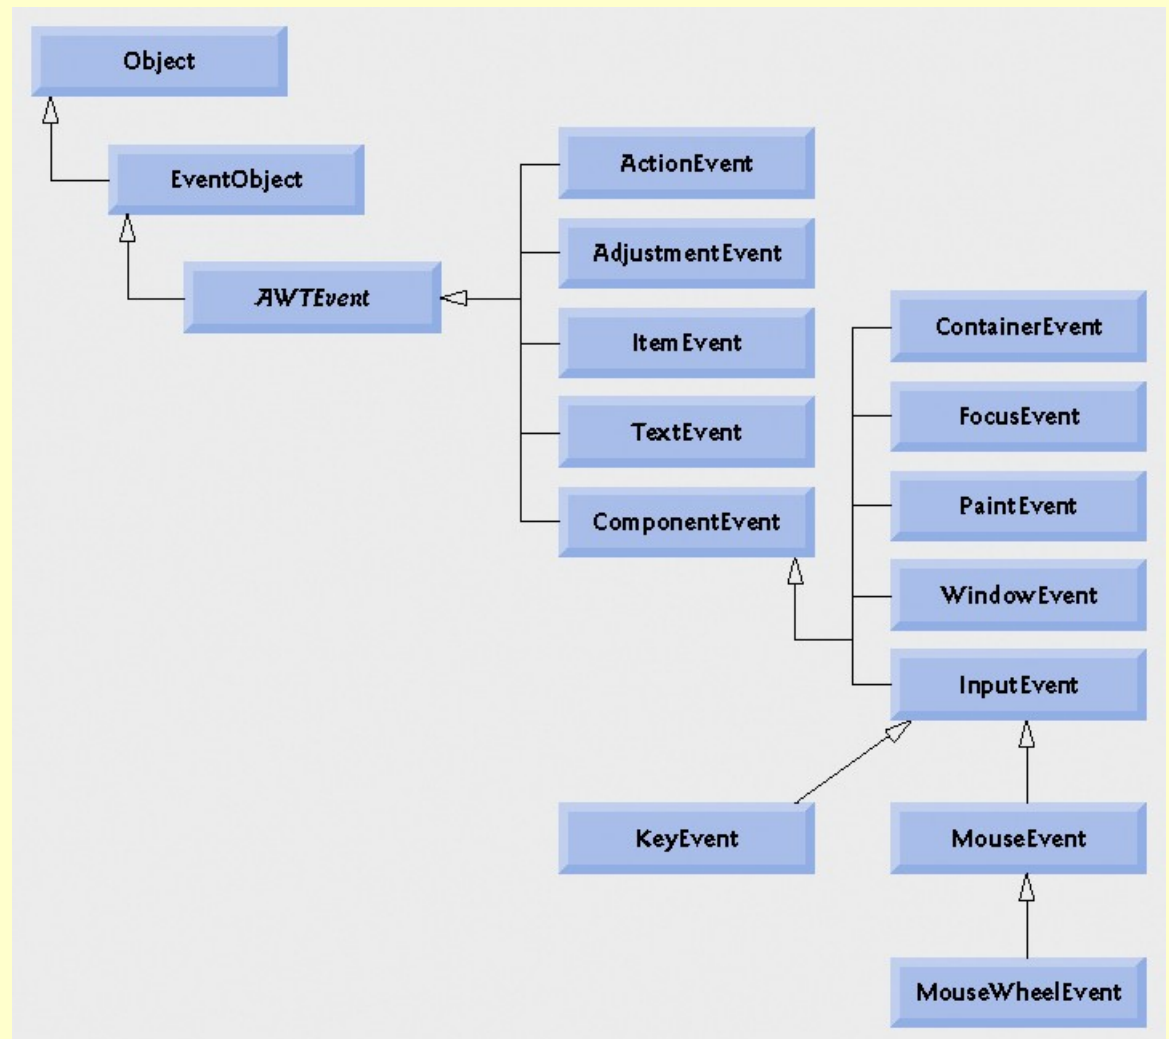 Object
EventObject
AWTEvent
ActionEvent
AdjustmentEvent
ItemEvent
TextEvent
ComponentEvent
ContainerEvent
FocusEvent
PaintEvent
WindowEvent
InputEvent
KeyEvent
MouseEvent
MouseWheelEvent